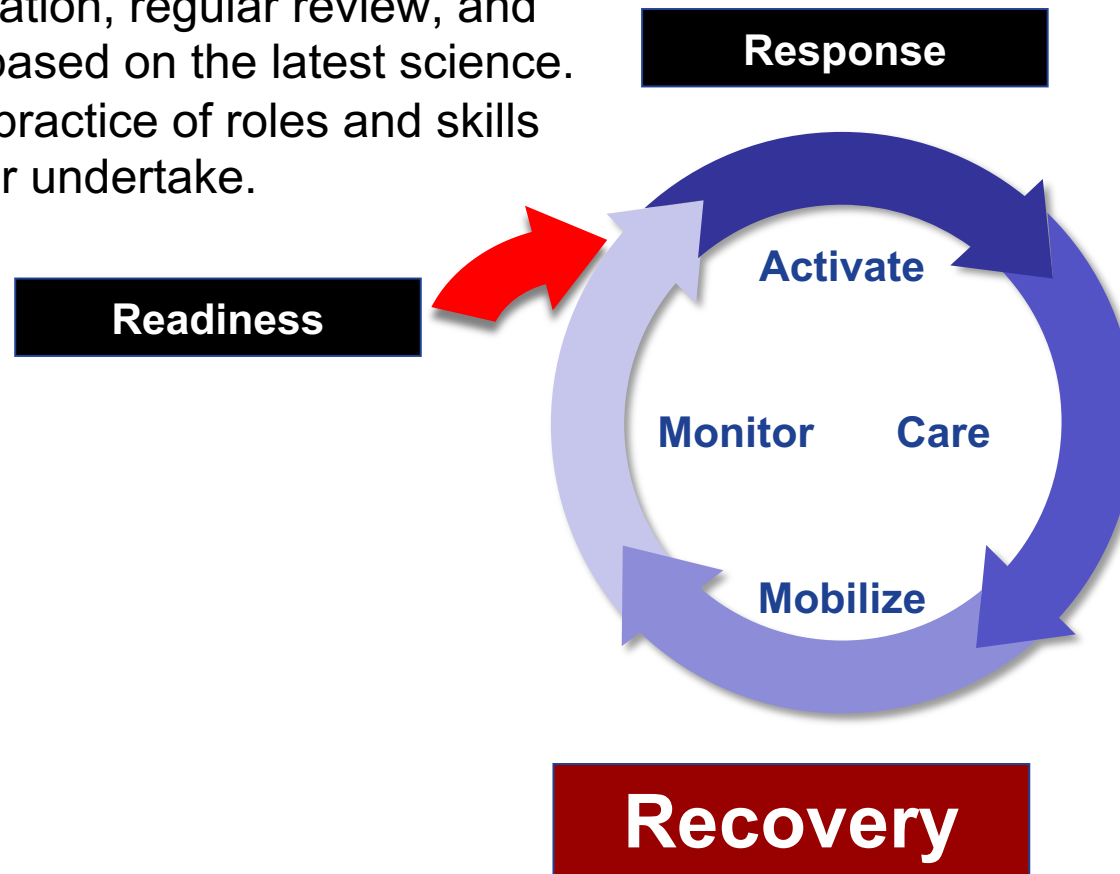 ation, regular review, and
based on the latest science.
practice of roles and skills
r undertake.
Response
Readiness
Activate
Monitor Care
Mobilize
Recovery